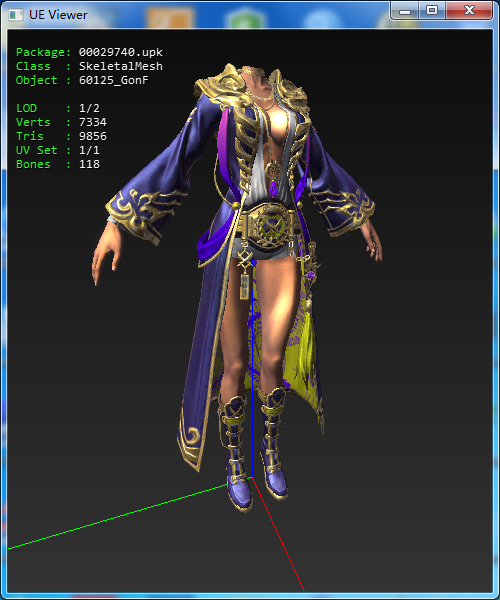 UE Viewer
Package: 00029740.upk
Class : SkeletalMesh
Object : 60125_GonF
LOD : 1/2
Verts : 7334
Tris : 9856
UV Set : 1/1
Bones : 118